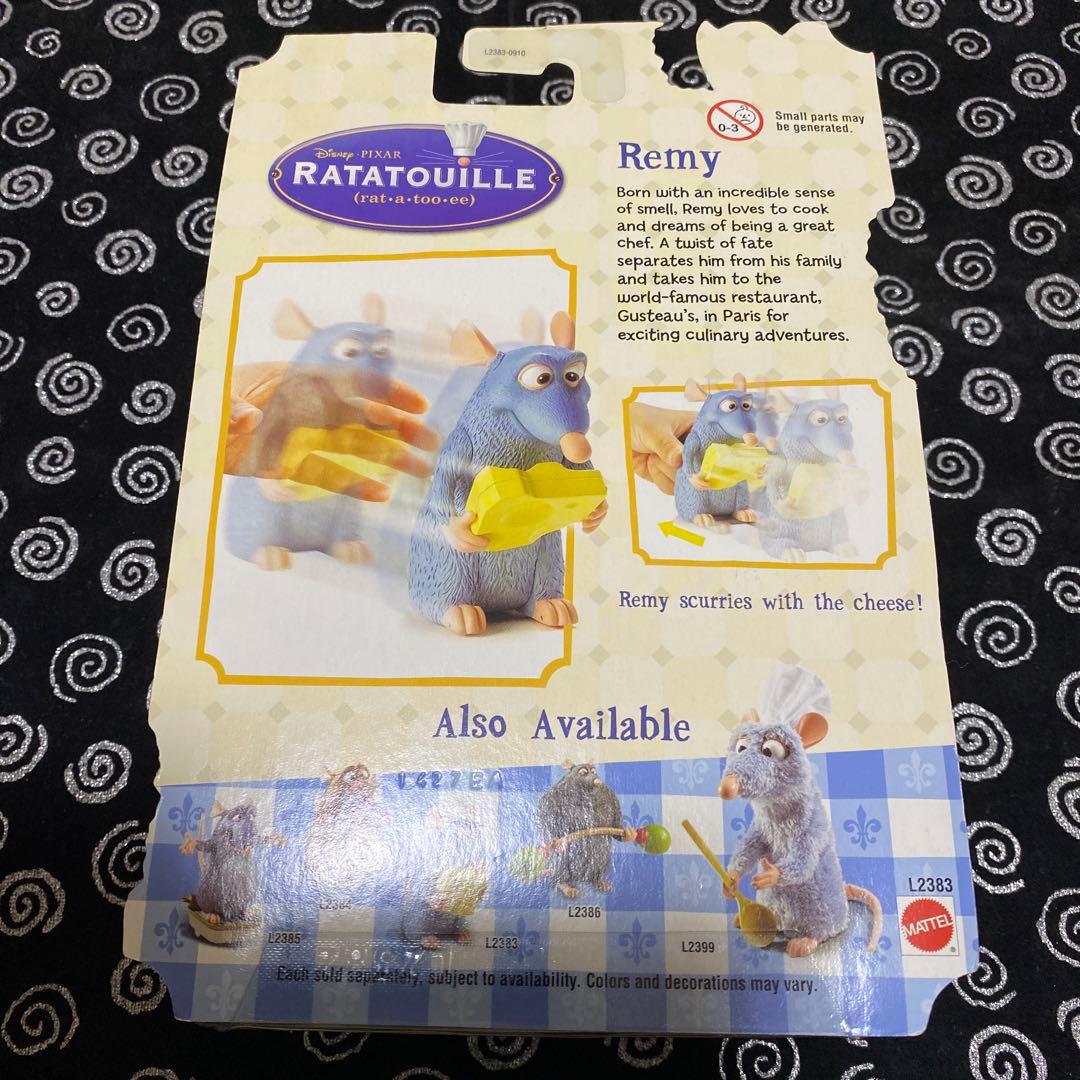 L2383-0910
0-3
Small parts may
be generated.
Disney · PIXAR
RATATOUILLE
(rat•a•too•ee)
Remy
Born with an incredible sense
of smell, Remy loves to cook
and dreams of being a great
chef. A twist of fate
separates him from his family
and takes him to the
world-famous restaurant,
Gusteau's, in Paris for
exciting culinary adventures.
Remy scurries with the cheese!
Also Available
L2384
L2385
L2383
L2386
L2399
L2383
MATTEL
®
Each sold separately, subject to availability. Colors and decorations may vary.